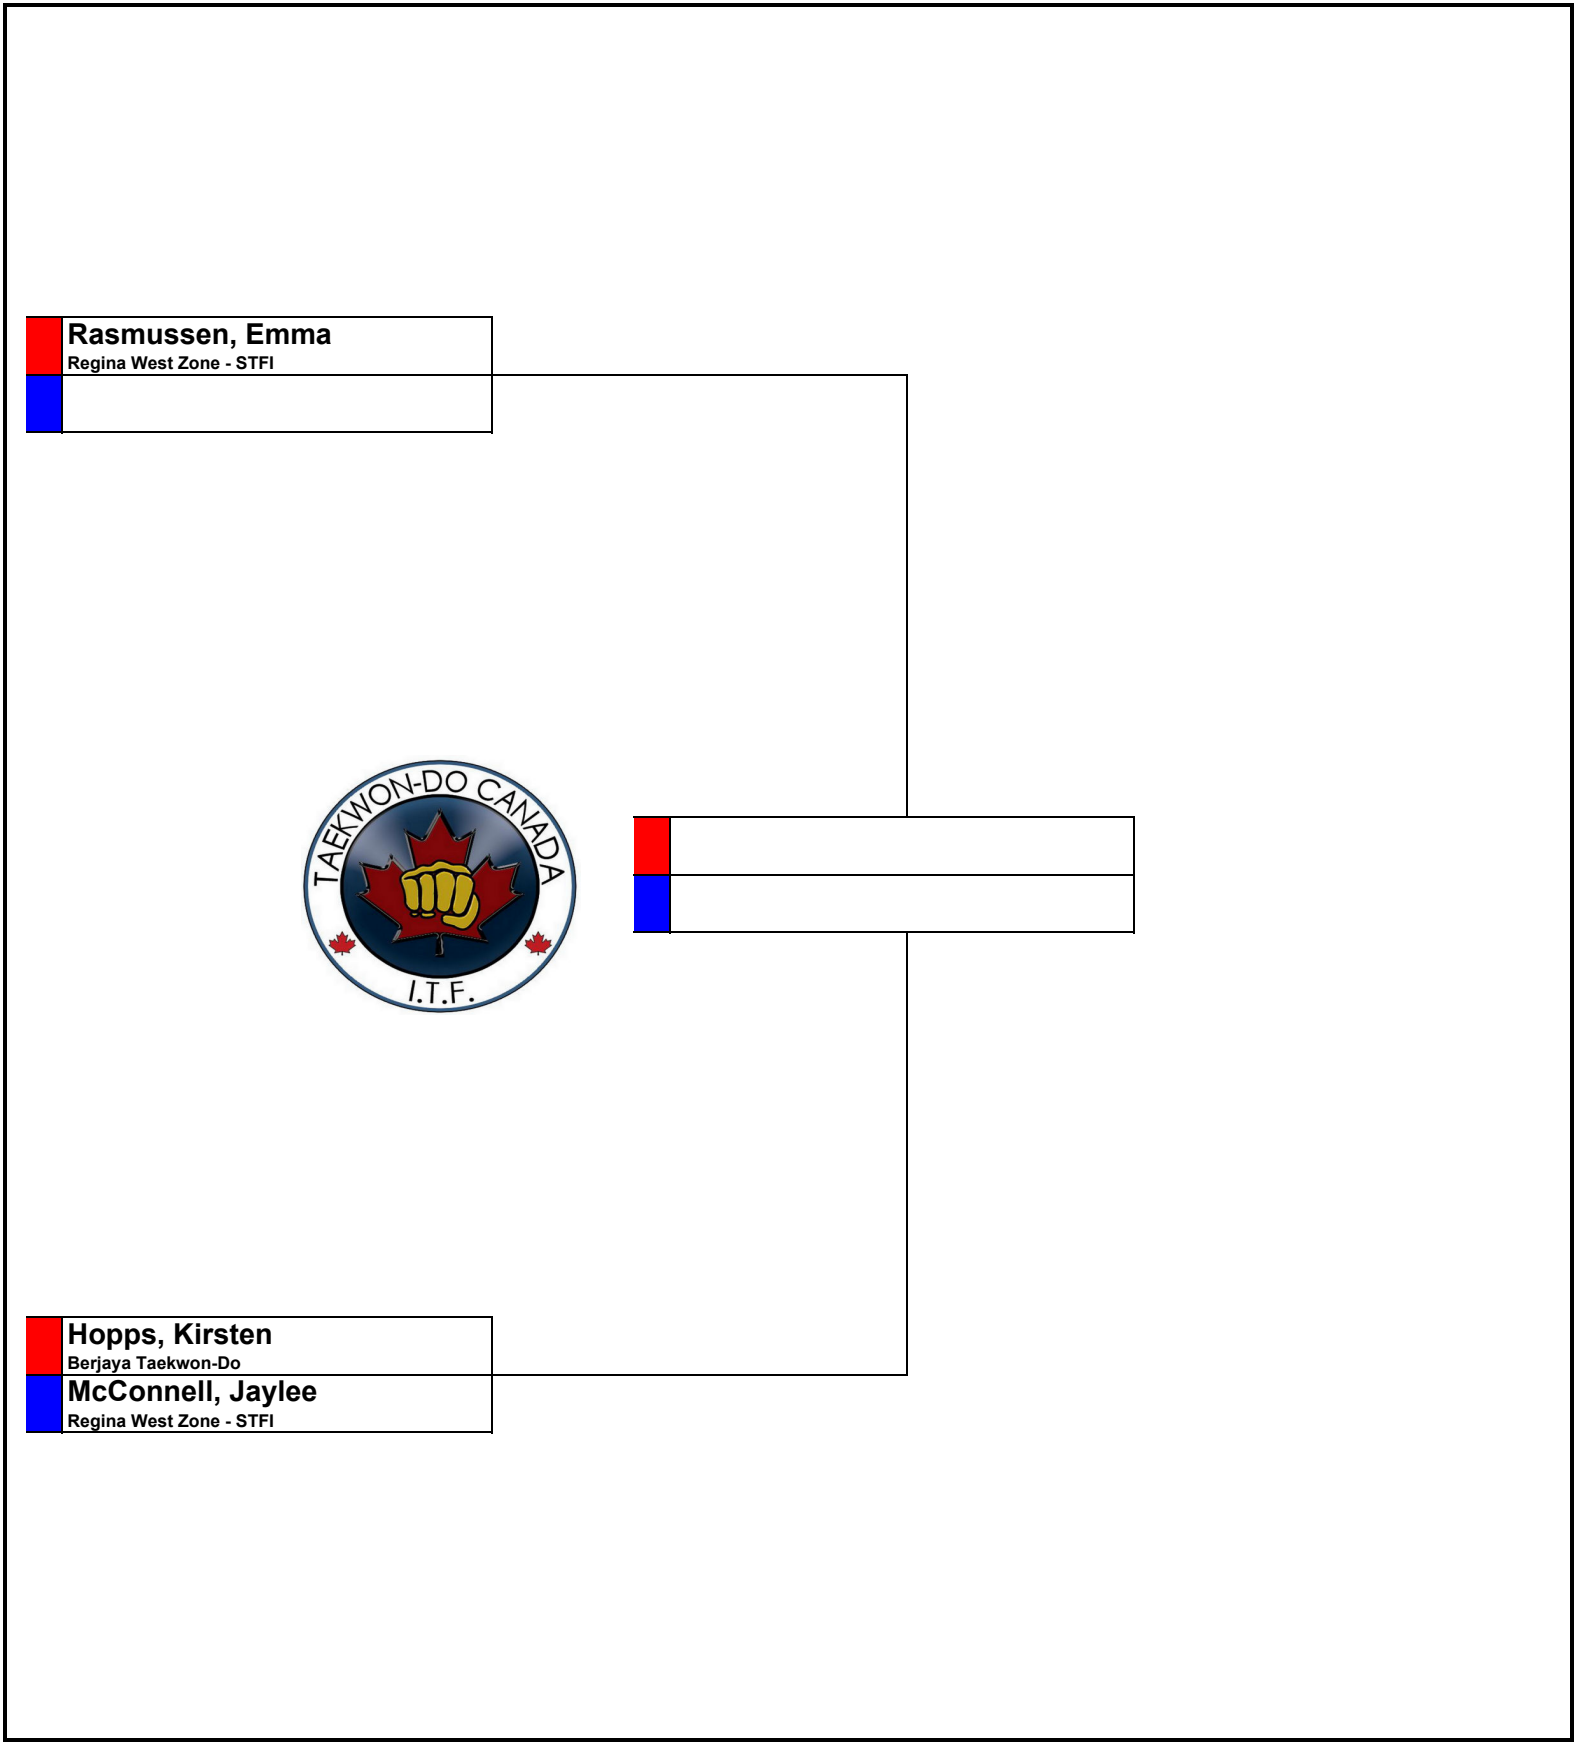 Rasmussen, Emma
Regina West Zone - STFI
TAEKWON-DO CANADA
I.T.F.
Hopps, Kirsten
Berjaya Taekwon-Do
McConnell, Jaylee
Regina West Zone - STFI